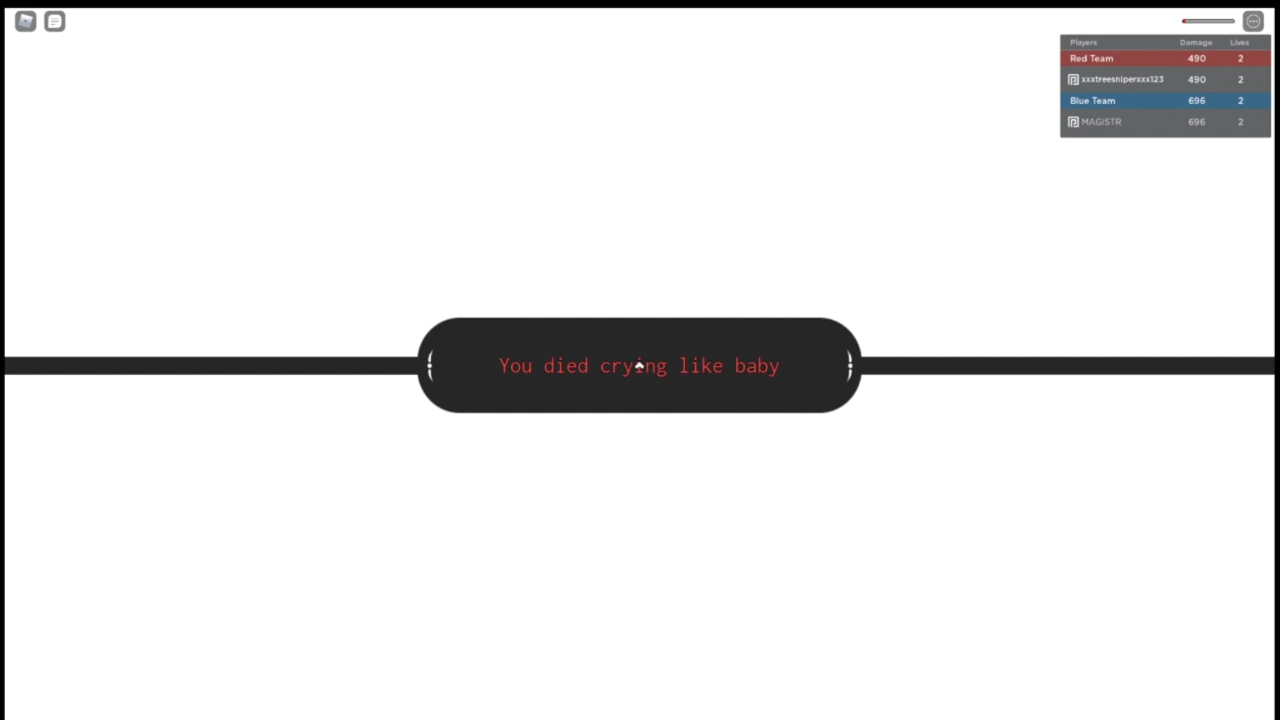 Players Damage Lives
Red Team 490 2
xxxtreesniperxxx123 490 2
Blue Team 696 2
MAGISTR 696 2
You died crying like baby